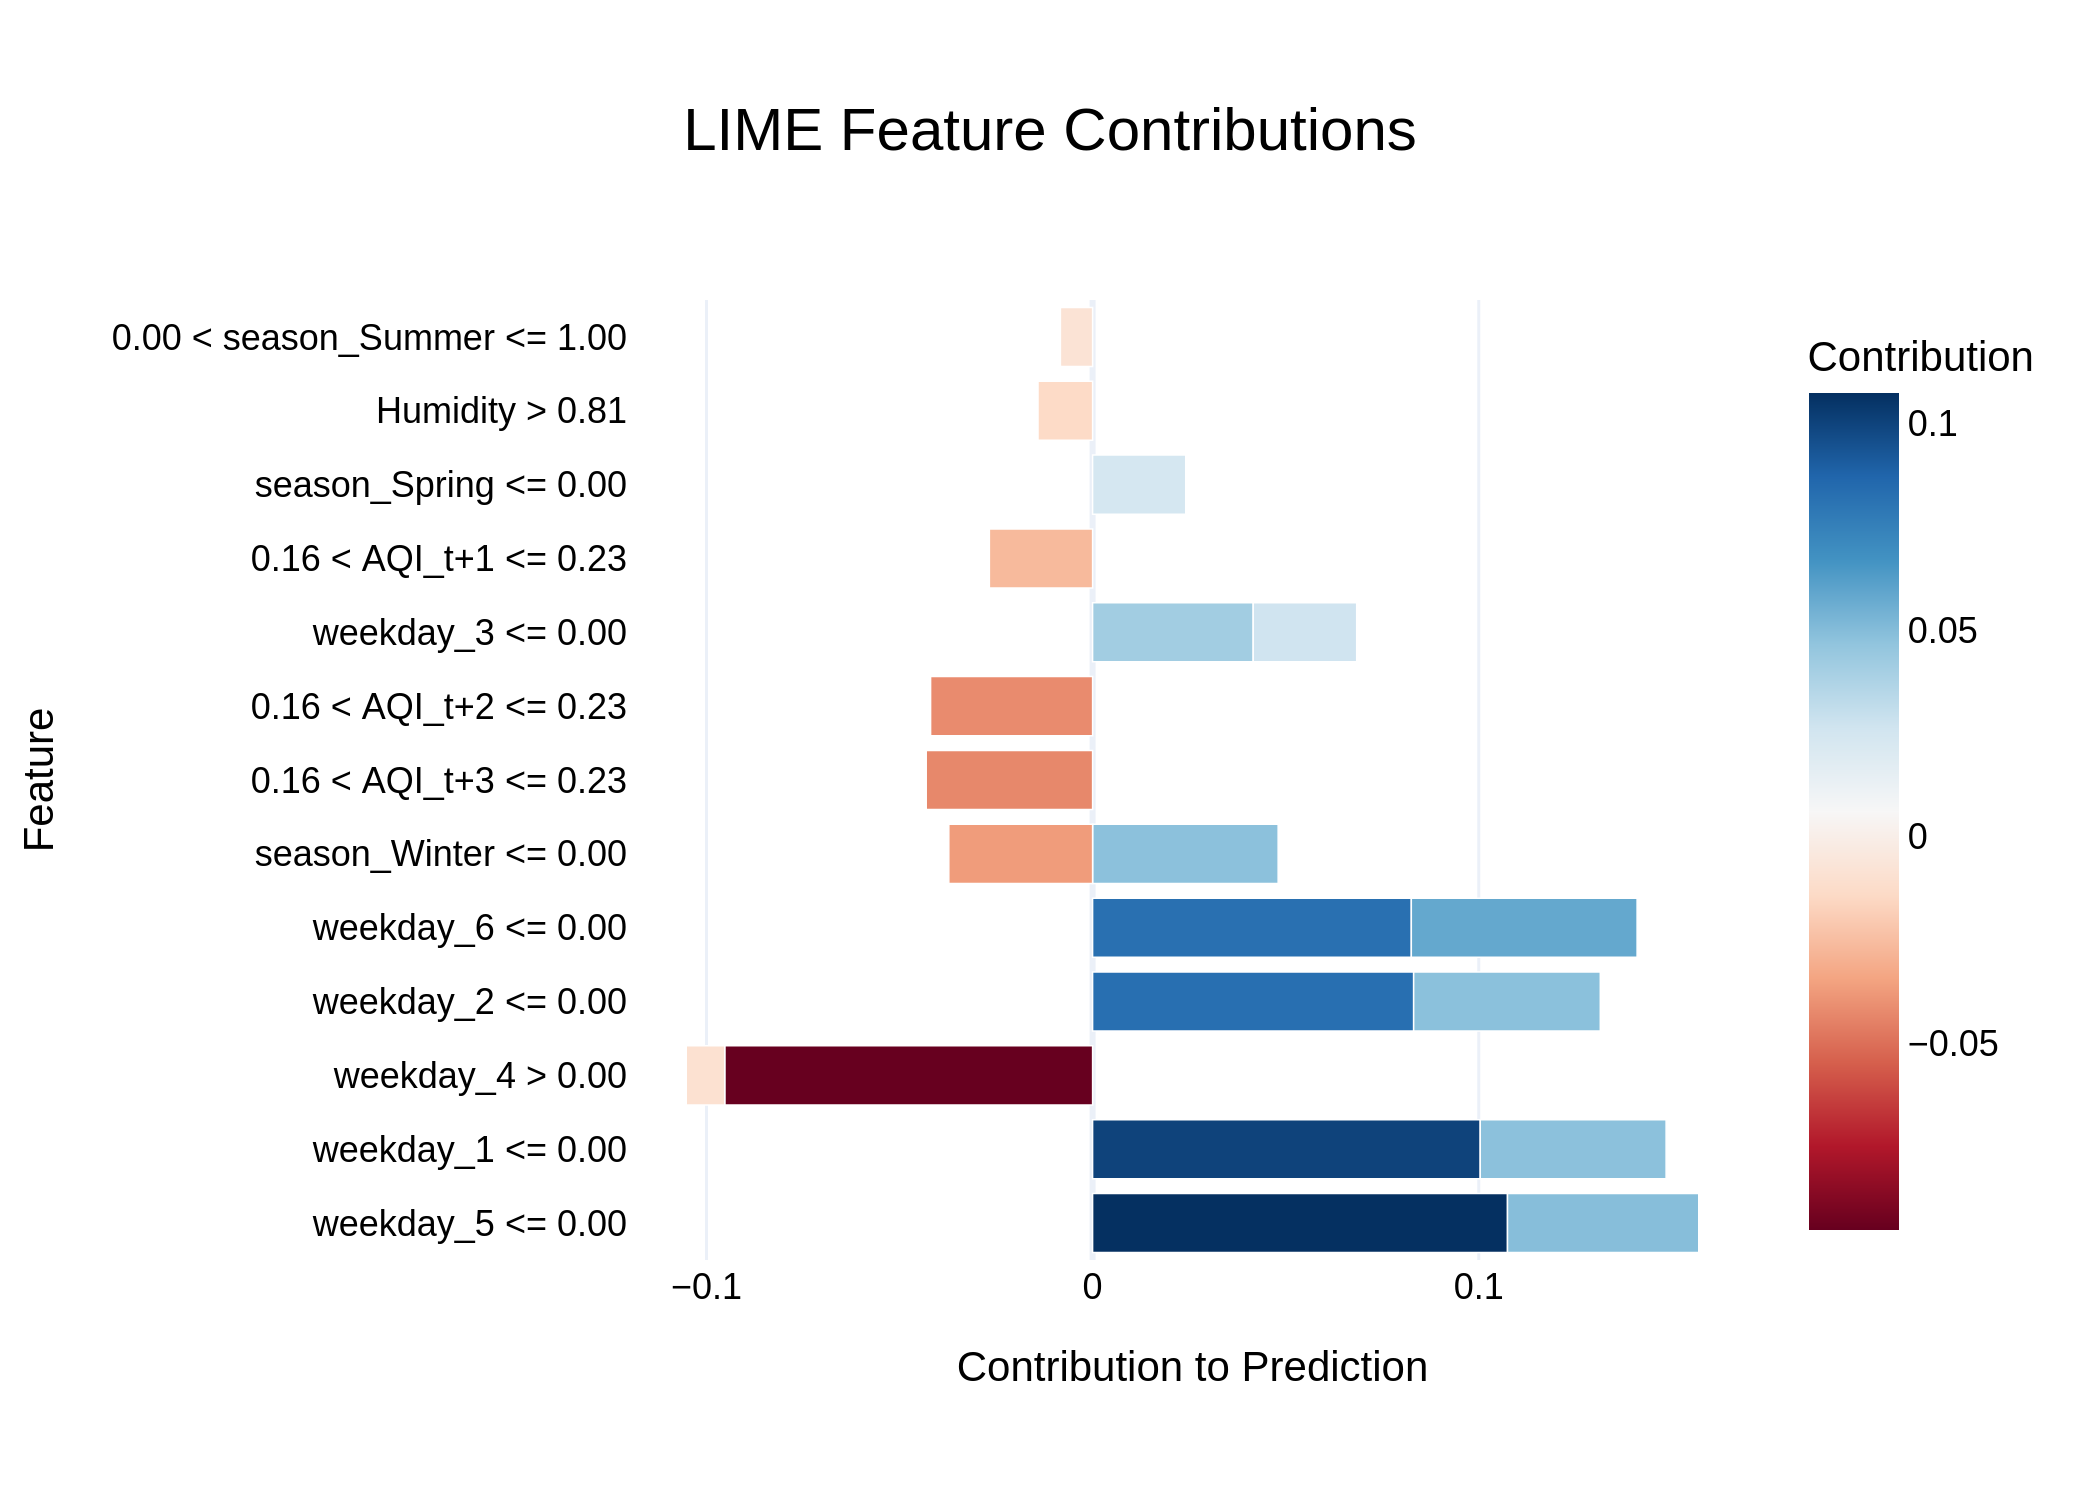 LIME Feature Contributions
0.00 < season_Summer <= 1.00
Humidity > 0.81
season_Spring <= 0.00
0.16 < AQI_t+1 <= 0.23
weekday_3 <= 0.00
0.16 < AQI_t+2 <= 0.23
0.16 < AQI_t+3 <= 0.23
season_Winter <= 0.00
weekday_6 <= 0.00
weekday_2 <= 0.00
weekday_4 > 0.00
weekday_1 <= 0.00
weekday_5 <= 0.00
Feature
−0.1
0
0.1
Contribution to Prediction
Contribution
0.1
0.05
0
−0.05